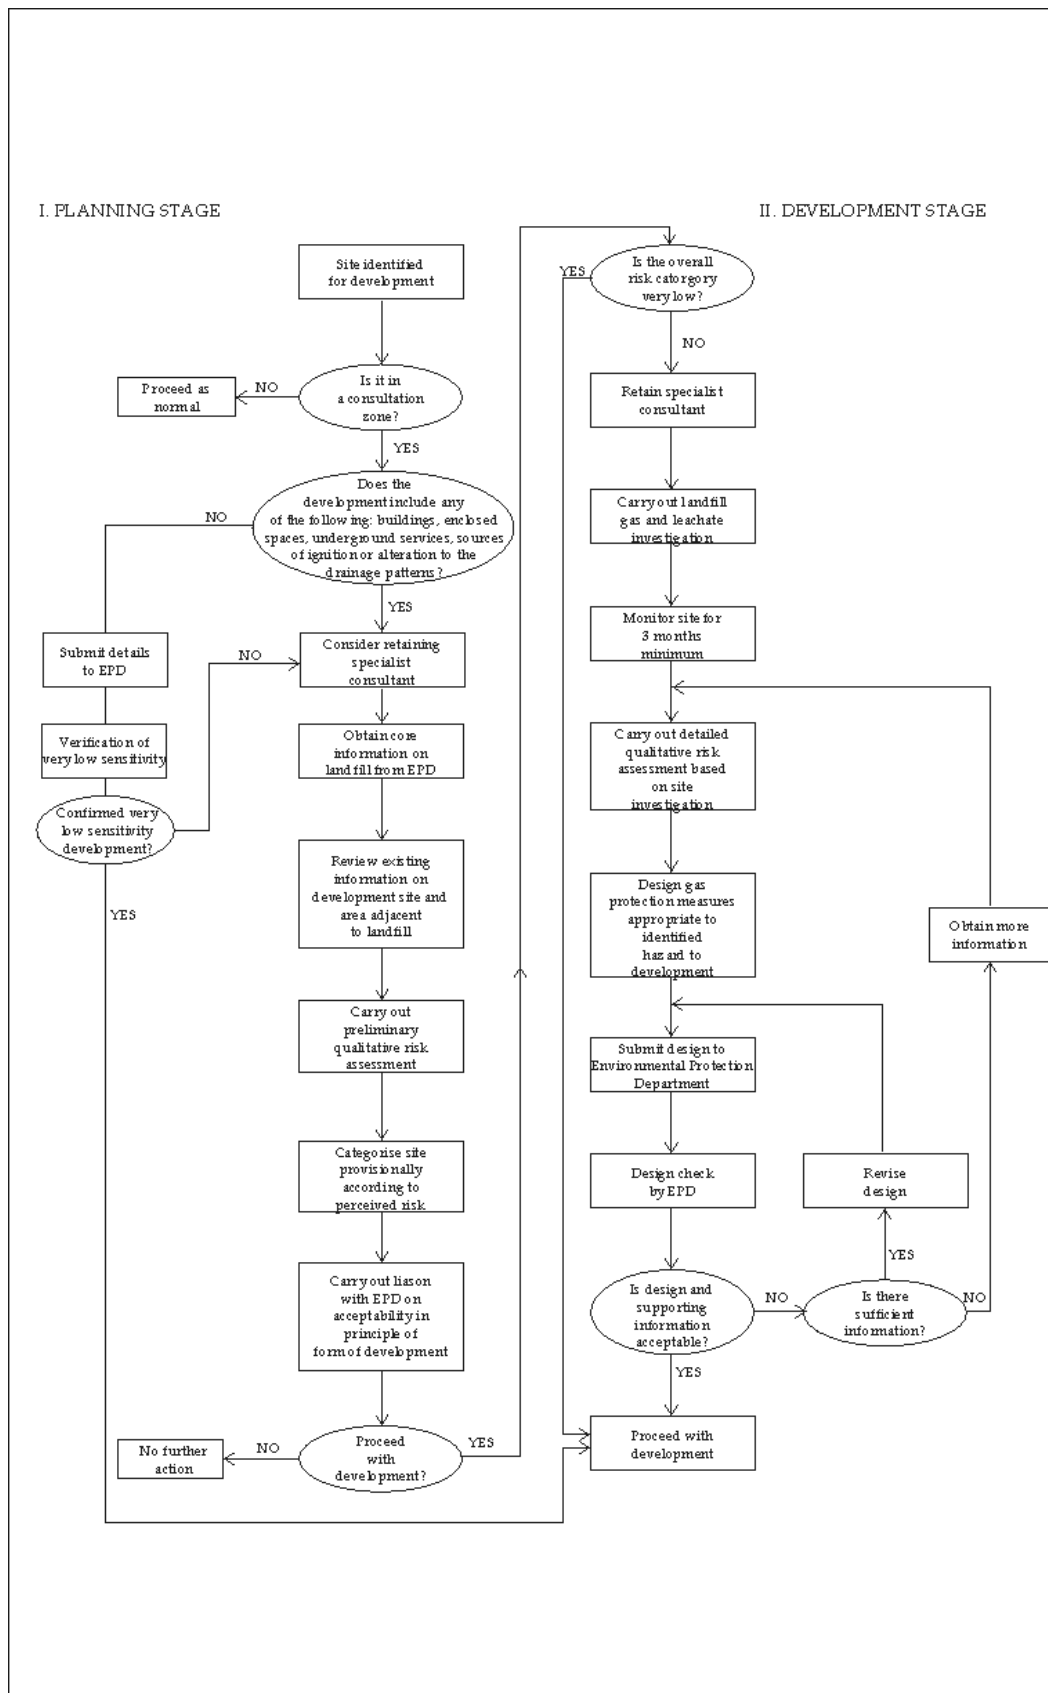 I. PLANNING STAGE
Site identified
for development
Is it in
a consultation
zone?
NO
Proceed as
normal
YES
Does the
development include any
of the following: buildings, enclosed
spaces, underground services, sources
of ignition or alteration to the
drainage patterns?
NO
YES
Submit details
to EPD
Verification of
very low sensitivity
Confirmed very
low sensitivity
development?
NO
YES
Consider retaining
specialist
consultant
Obtain core
information on
landfill from EPD
Review existing
information on
development site and
area adjacent
to landfill
Carry out
preliminary
qualitative risk
assessment
Categorise site
provisionally
according to
perceived risk
Carry out liason
with EPD on
acceptability in
principle of
form of development
Proceed
with
development?
NO
No further
action
YES
II. DEVELOPMENT STAGE
Is the overall
risk catorgory
very low?
YES
NO
Retain specialist
consultant
Carry out landfill
gas and leachate
investigation
Monitor site for
3 months
minimum
Carry out detailed
qualitative risk
assessment based
on site
investigation
Design gas
protection measures
appropriate to
identified
hazard to
development
Submit design to
Environmental Protection
Department
Design check
by EPD
Is design and
supporting
information
acceptable?
NO
YES
Is there
sufficient
information?
YES
NO
Revise
design
Obtain more
information
Proceed with
development